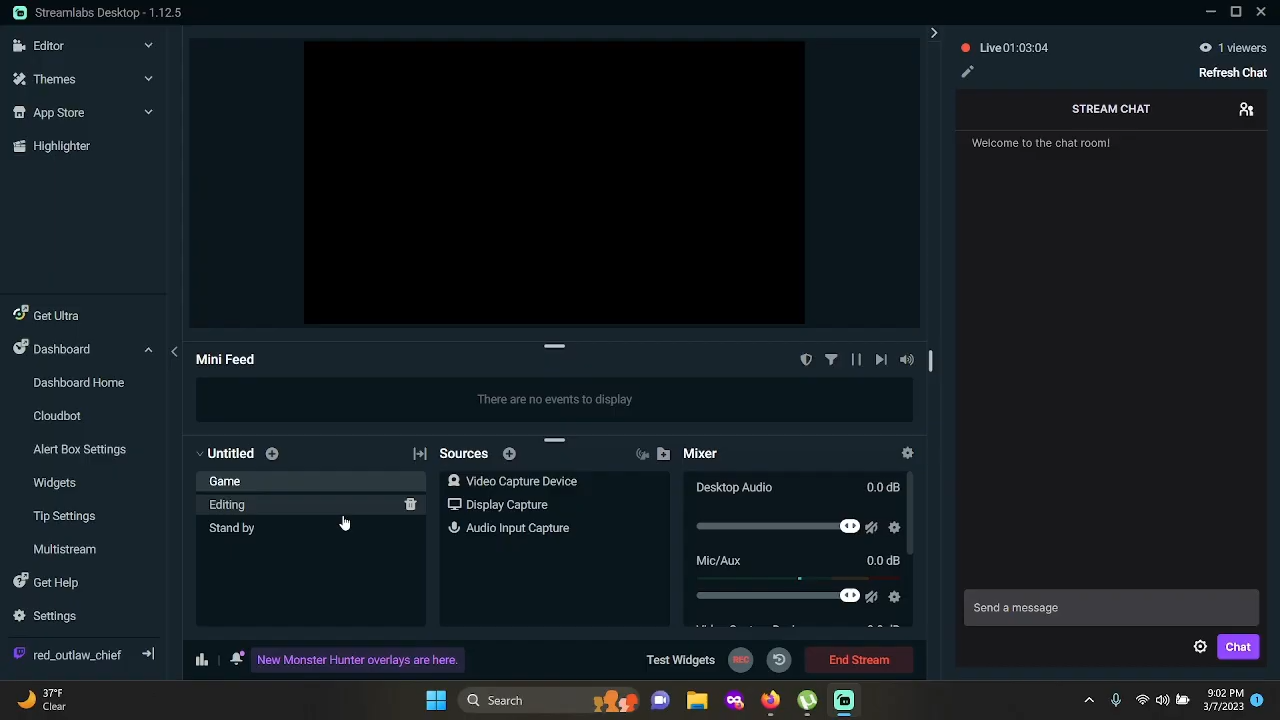 Streamlabs Desktop - 1.12.5
Editor
Themes
App Store
Highlighter
Get Ultra
Dashboard
Dashboard Home
Cloudbot
Alert Box Settings
Widgets
Tip Settings
Multistream
Get Help
Settings
red_outlaw_chief
Mini Feed
There are no events to display
Untitled
Game
Editing
Stand by
Sources
Video Capture Device
Display Capture
Audio Input Capture
Mixer
Desktop Audio 0.0 dB
Mic/Aux 0.0 dB
New Monster Hunter overlays are here.
Test Widgets
REC
End Stream
Live 01:03:04
1 viewers
Refresh Chat
STREAM CHAT
Welcome to the chat room!
Send a message
Chat
37°F
Clear
Search
9:02 PM
3/7/2023
1